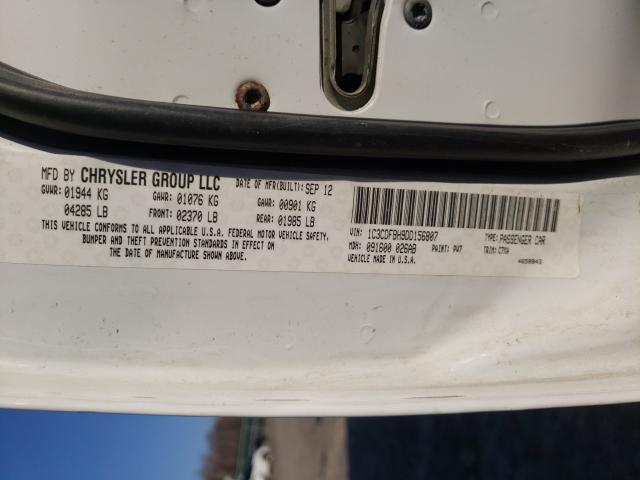 MFD BY CHRYSLER GROUP LLC DATE OF MFR(BUILT): SEP 12
GVWR: 01944 KG GAWR: 01076 KG GAWR: 00901 KG
04285 LB FRONT: 02370 LB REAR: 01985 LB
THIS VEHICLE CONFORMS TO ALL APPLICABLE U.S.A. FEDERAL MOTOR VEHICLE SAFETY,
BUMPER AND THEFT PREVENTION STANDARDS IN EFFECT ON
THE DATE OF MANUFACTURE SHOWN ABOVE.
VIN: 1C3CDFBH9DD156807 TYPE: PASSENGER CAR
MDH: 091800 026AB PAINT: PW7 TRIM:
VEHICLE MADE IN U.S.A.